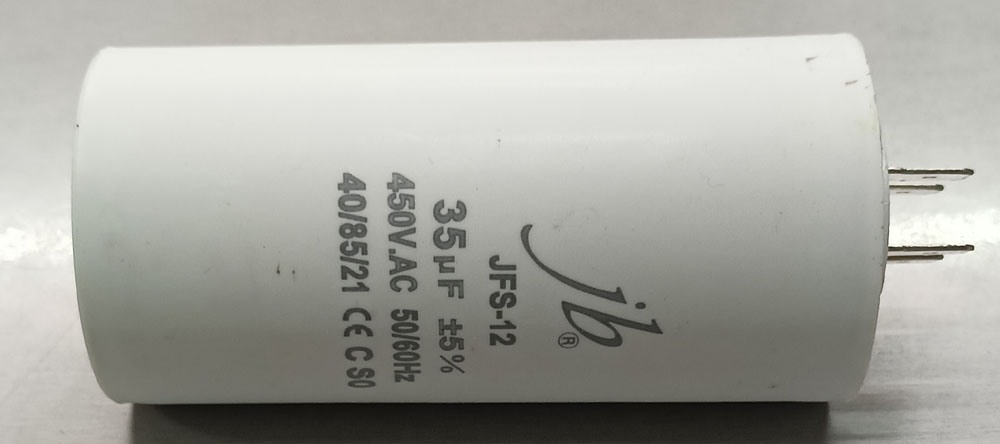 jb®
JFS-12
35µF ±5%
450V.AC 50/60Hz
40/85/21 CE C S0